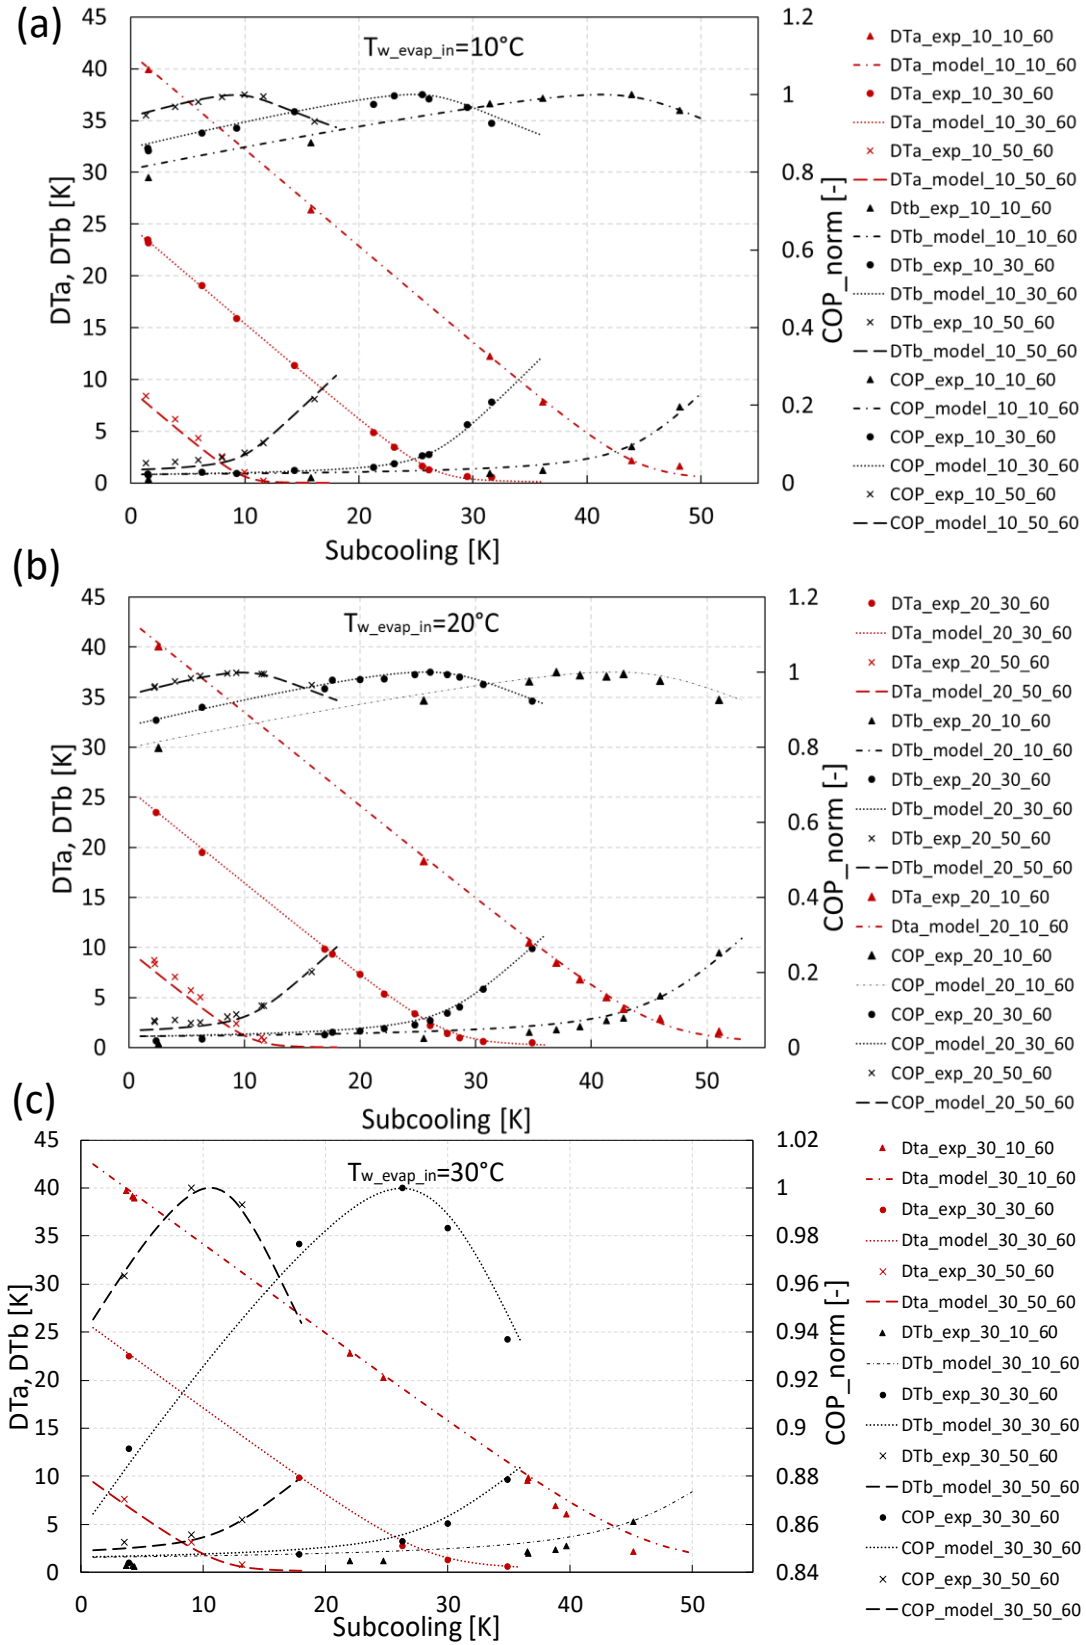 (a)
T w_evap_in=10°C
45
40
35
30
25
20
15
10
5
0
DTa, DTb [K]
1.2
1
0.8
0.6
0.4
0.2
0
COP_norm [-]
0 10 20 30 40 50
Subcooling [K]
DTa_exp_10_10_60
DTa_model_10_10_60
DTa_exp_10_30_60
DTa_model_10_30_60
DTa_exp_10_50_60
DTa_model_10_50_60
Dtb_exp_10_10_60
DTb_model_10_10_60
DTb_exp_10_30_60
DTb_model_10_30_60
DTb_exp_10_50_60
DTb_model_10_50_60
COP_exp_10_10_60
COP_model_10_10_60
COP_exp_10_30_60
COP_model_10_30_60
COP_exp_10_50_60
COP_model_10_50_60
(b)
T w_evap_in=20°C
45
40
35
30
25
20
15
10
5
0
DTa, DTb [K]
1.2
1
0.8
0.6
0.4
0.2
0
COP_norm [-]
0 10 20 30 40 50
Subcooling [K]
DTa_exp_20_30_60
DTa_model_20_30_60
DTa_exp_20_50_60
DTa_model_20_50_60
DTb_exp_20_10_60
DTb_model_20_10_60
DTb_exp_20_30_60
DTb_model_20_30_60
DTb_exp_20_50_60
DTb_model_20_50_60
DTa_exp_20_10_60
Dta_model_20_10_60
COP_exp_20_10_60
COP_model_20_10_60
COP_exp_20_30_60
COP_model_20_30_60
COP_exp_20_50_60
COP_model_20_50_60
(c)
T w_evap_in=30°C
45
40
35
30
25
20
15
10
5
0
DTa, DTb [K]
1.02
1
0.98
0.96
0.94
0.92
0.9
0.88
0.86
0.84
COP_norm [-]
0 10 20 30 40 50
Subcooling [K]
Dta_exp_30_10_60
Dta_model_30_10_60
Dta_exp_30_30_60
Dta_model_30_30_60
Dta_exp_30_50_60
Dta_model_30_50_60
DTb_exp_30_10_60
DTb_model_30_10_60
DTb_exp_30_30_60
DTb_model_30_30_60
DTb_exp_30_50_60
DTb_model_30_50_60
COP_exp_30_30_60
COP_model_30_30_60
COP_exp_30_50_60
COP_model_30_50_60